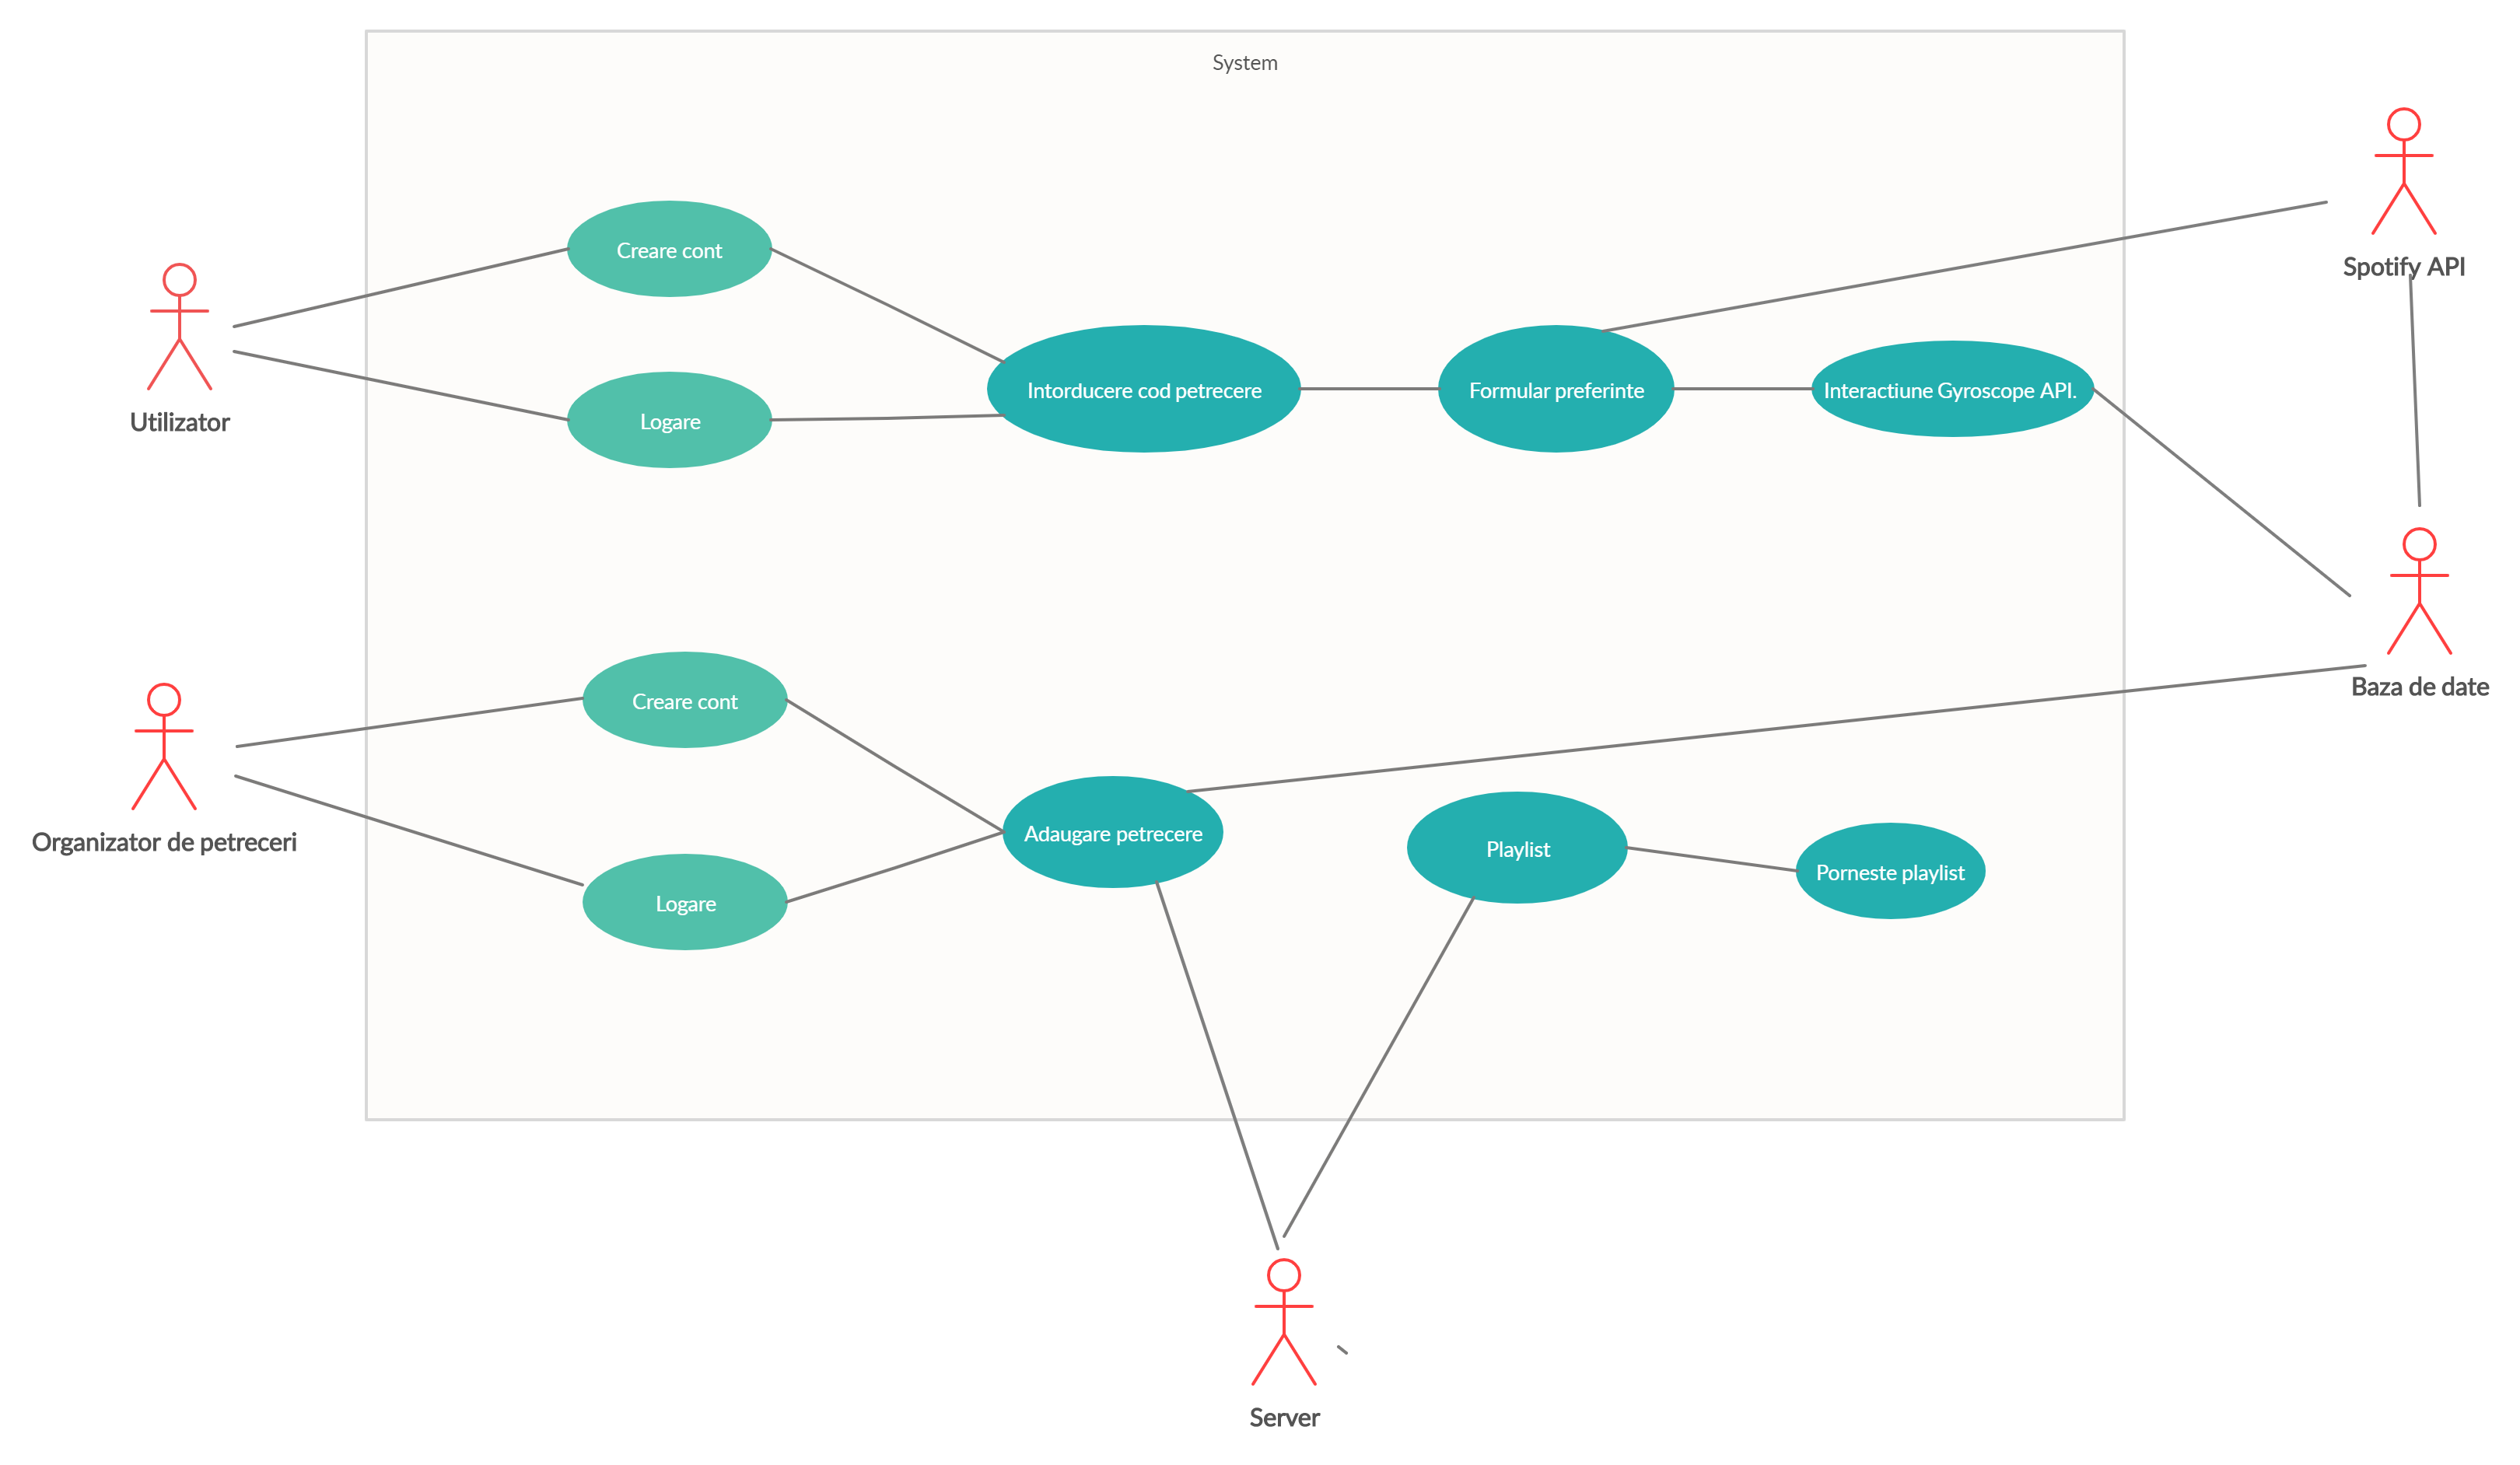 System
Creare cont
Spotify API
Intorducere cod petrecere
Formular preferinte
Interactiune Gyroscope API.
Utilizator
Logare
Baza de date
Creare cont
Organizator de petreceri
Adaugare petrecere
Playlist
Porneste playlist
Logare
Server